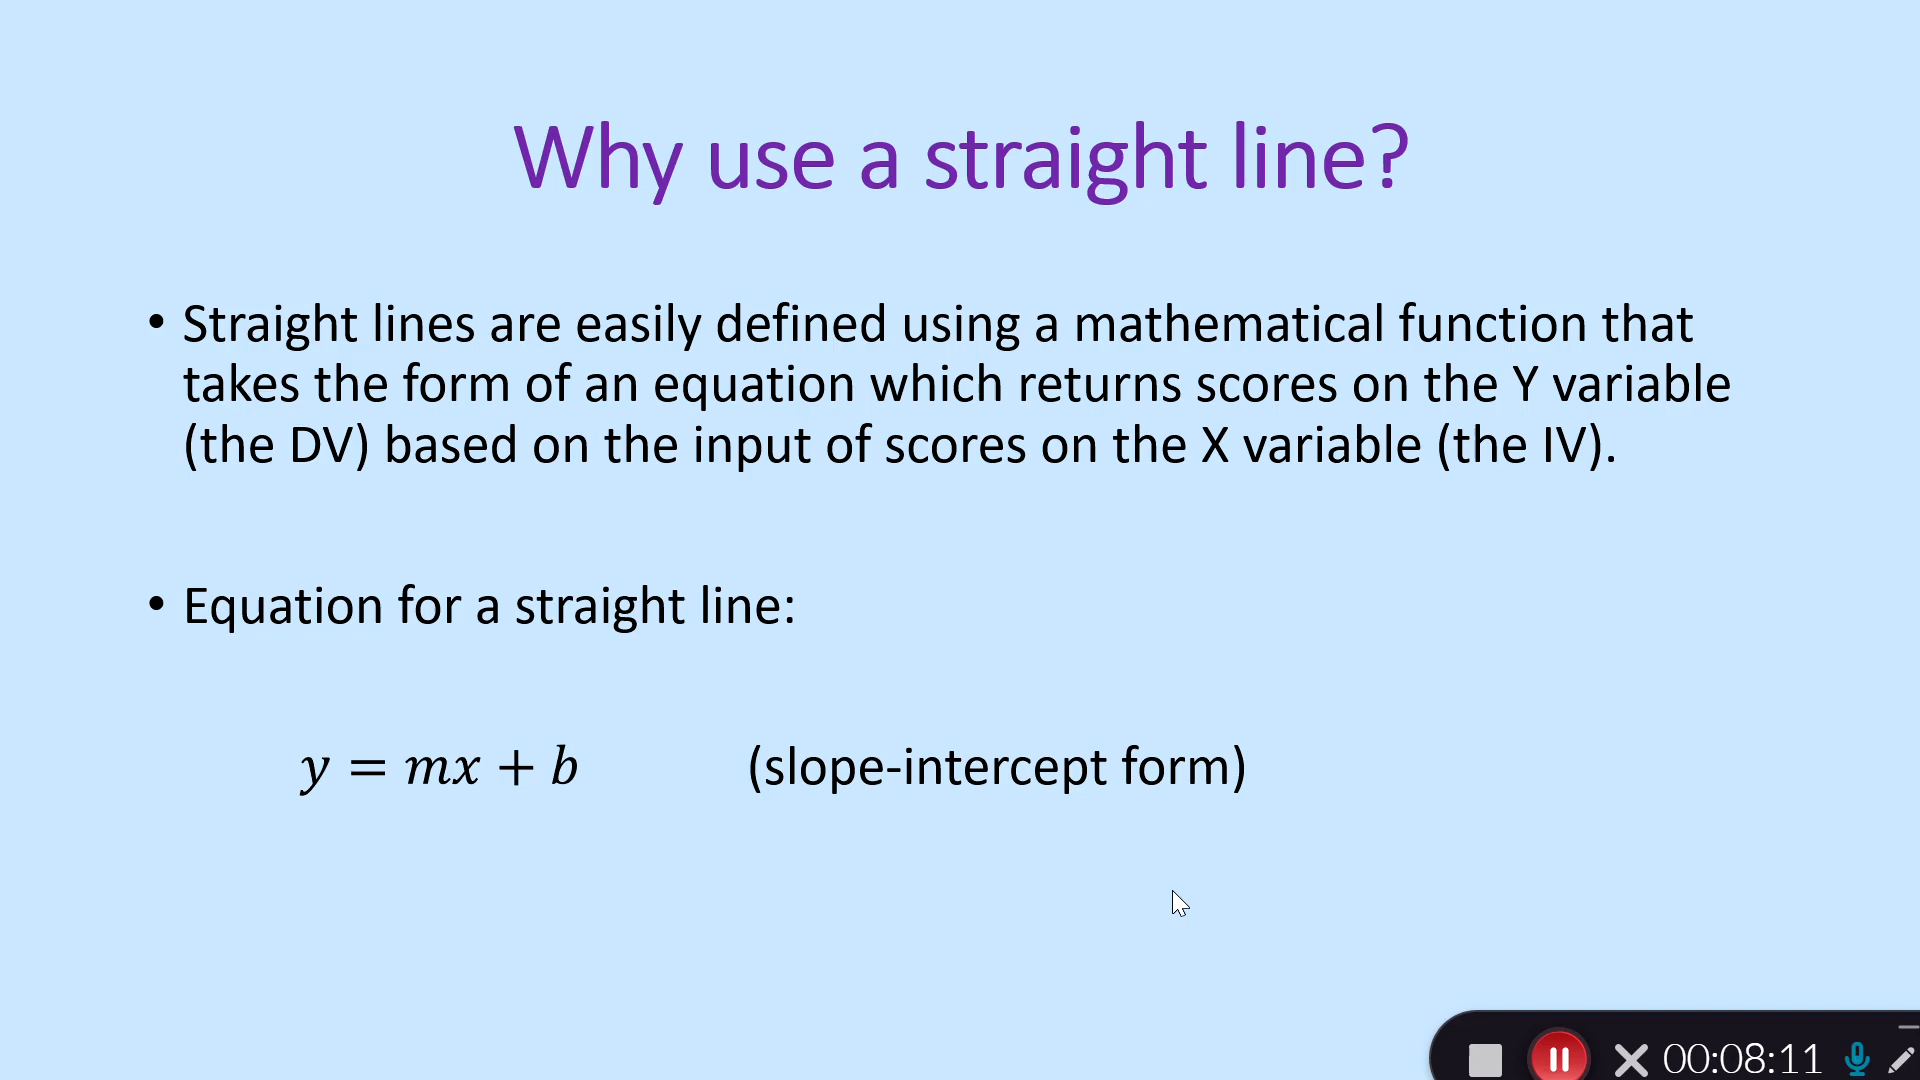 Why use a straight line?
• Straight lines are easily defined using a mathematical function that
takes the form of an equation which returns scores on the Y variable
(the DV) based on the input of scores on the X variable (the IV).
• Equation for a straight line:
y = mx + b (slope-intercept form)
00:08:11